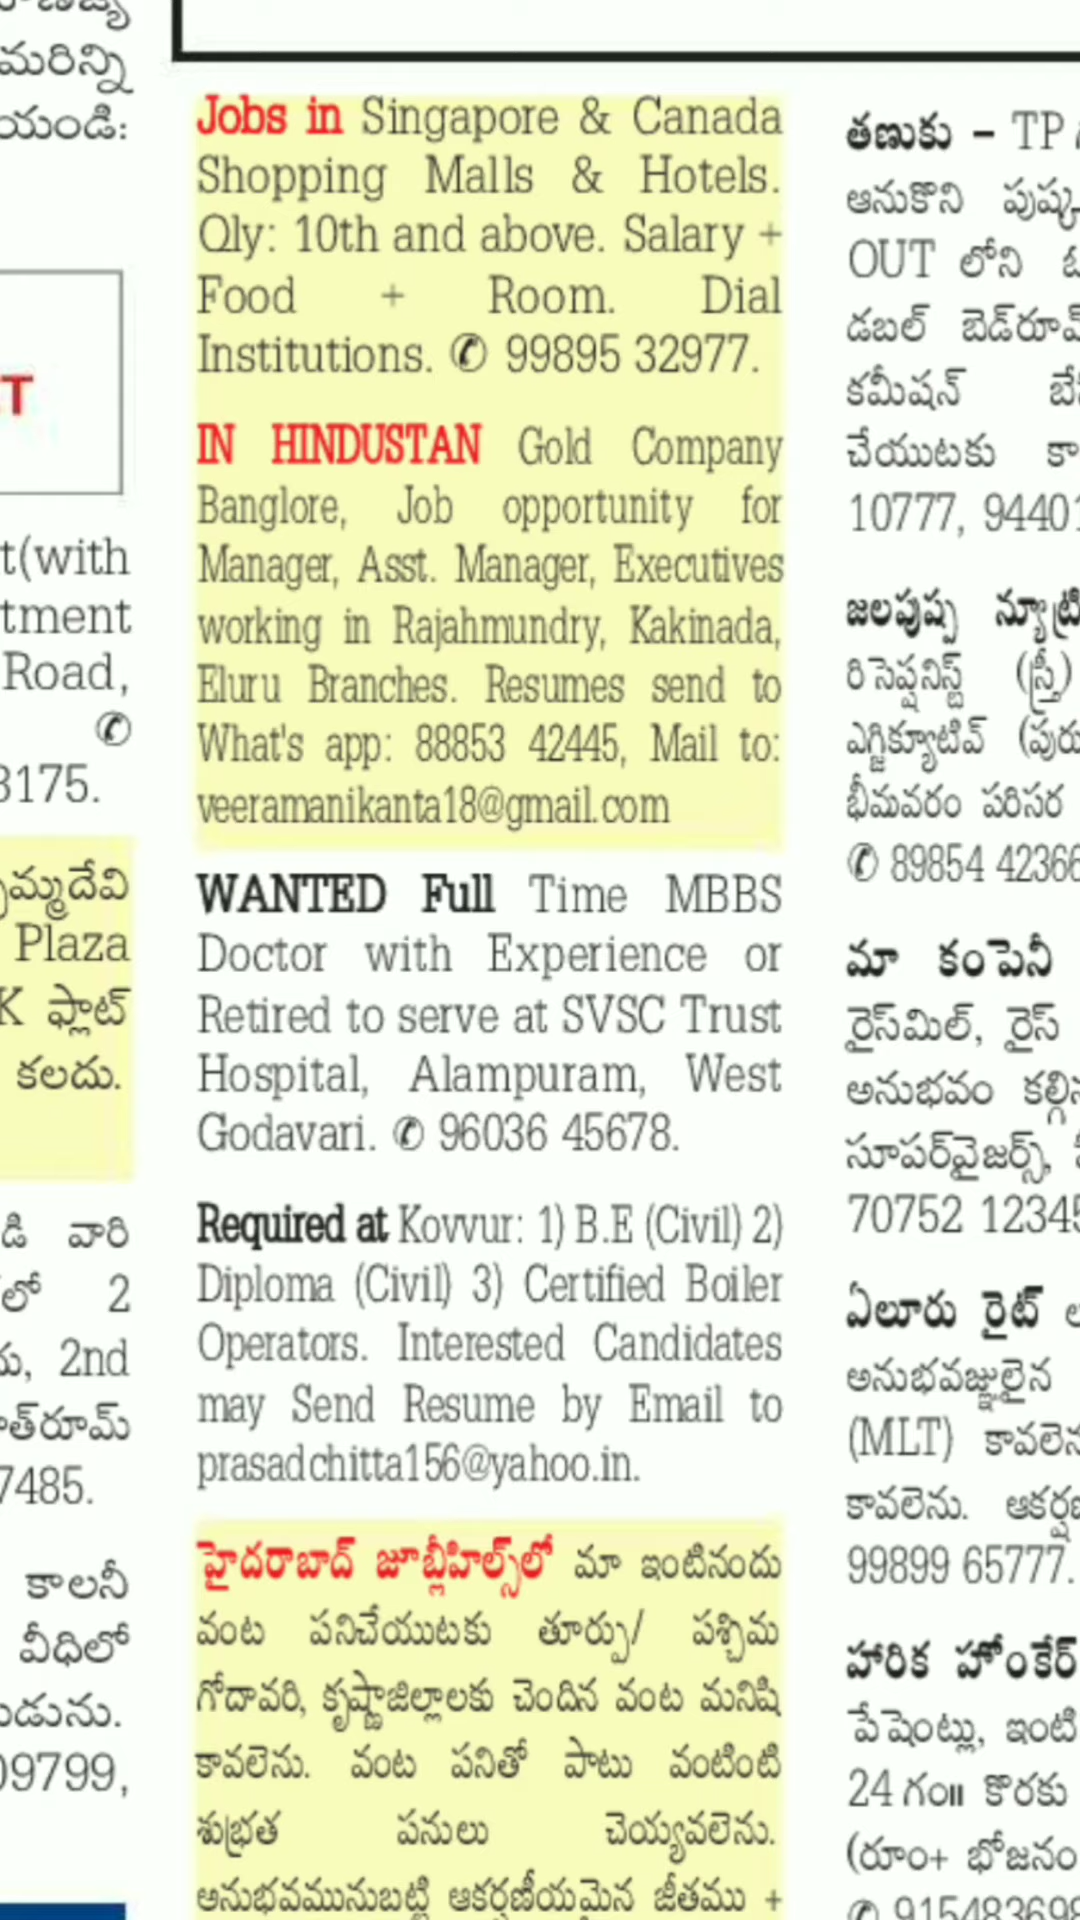 మరిన్ని
యండి:
T
t(with
tment
Road,
✆
3175.
మ్మదేవి
Plaza
K ఫ్లాట్
కలదు.
డి వారి
లో 2
2nd
7485.
కాలనీ
వీధిలో
డును.
09799,
Jobs in Singapore & Canada
Shopping Malls & Hotels.
Qly: 10th and above. Salary +
Food + Room. Dial
Institutions. ✆ 99895 32977.
IN HINDUSTAN Gold Company
Banglore, Job opportunity for
Manager, Asst. Manager, Executives
working in Rajahmundry, Kakinada,
Eluru Branches. Resumes send to
What's app: 88853 42445, Mail to:
veeramanikanta18@gmail.com
WANTED Full Time MBBS
Doctor with Experience or
Retired to serve at SVSC Trust
Hospital, Alampuram, West
Godavari. ✆ 96036 45678.
Required at Kovvur: 1) B.E (Civil) 2)
Diploma (Civil) 3) Certified Boiler
Operators. Interested Candidates
may Send Resume by Email to
prasadchitta156@yahoo.in.
హైదరాబాద్ జూబ్లీహిల్స్‌లో మా ఇంటినందు
వంట పనిచేయుటకు తూర్పు/ పశ్చిమ
గోదావరి, కృష్ణాజిల్లాలకు చెందిన వంట మనిషి
కావలెను. వంట పనితో పాటు వంటింటి
శుభ్రత పనులు చెయ్యవలెను.
అనుభవమునుబట్టి ఆకర్షణీయమైన జీతము +
తణుకు – TP
ఆనుకొని
OUT లోని
డబల్ బెడ్‌రూమ్
కమీషన్
చేయుటకు
10777, 9440
జలపుష్ప
రిసెప్షనిస్ట్ (స్త్రీ)
ఎగ్జిక్యూటివ్
భీమవరం పరిసర
✆ 89854 42366
మా కంపెనీ
రైస్‌మిల్, రైస్
అనుభవం
సూపర్‌వైజర్స్,
70752 12345
ఏలూరు రైట్
అనుభవజ్ఞులైన
(MLT)
కావలెను.
99899 65777.
హారిక హోంకేర్
పేషెంట్లు, ఇంటి
24 గం॥ కొరకు
(రూం+ భోజనం
✆ 915483698